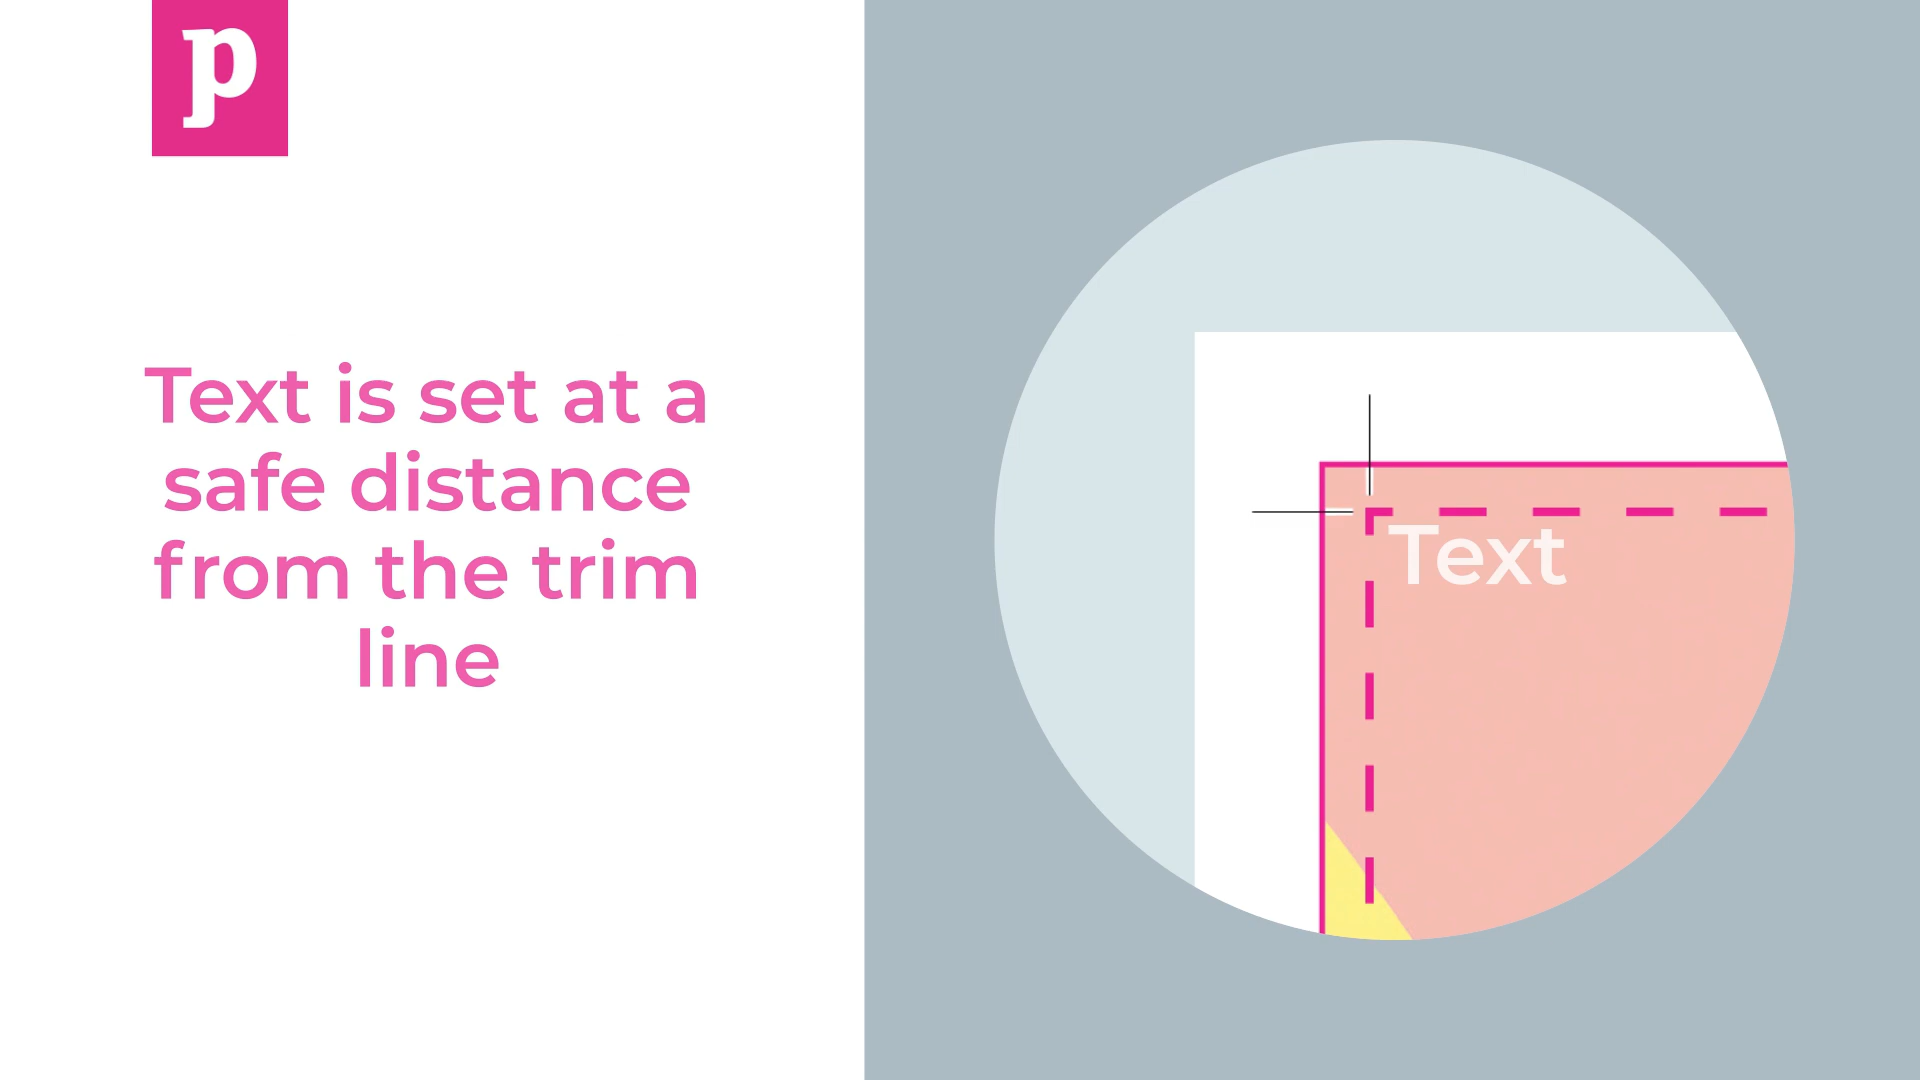 p
Text is set at a
safe distance
from the trim
line
Text